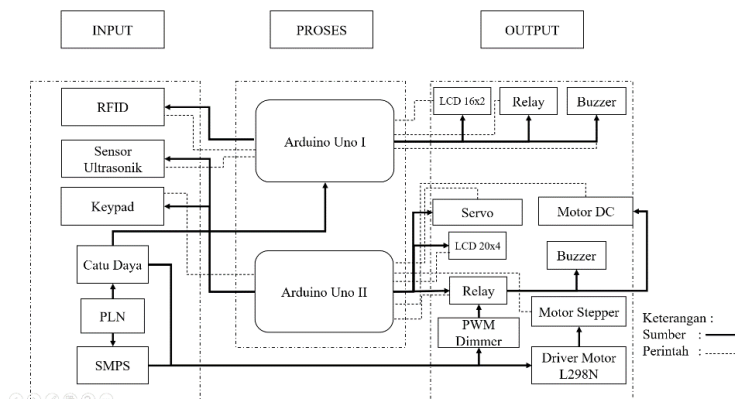 INPUT
PROSES
OUTPUT
RFID
Sensor
Ultrasonik
Keypad
Catu Daya
PLN
SMPS
Arduino Uno I
Arduino Uno II
LCD 16x2
Relay
Buzzer
Servo
Motor DC
LCD 20x4
Buzzer
Relay
Motor Stepper
PWM
Dimmer
Driver Motor
L298N
Keterangan :
Sumber :
Perintah :